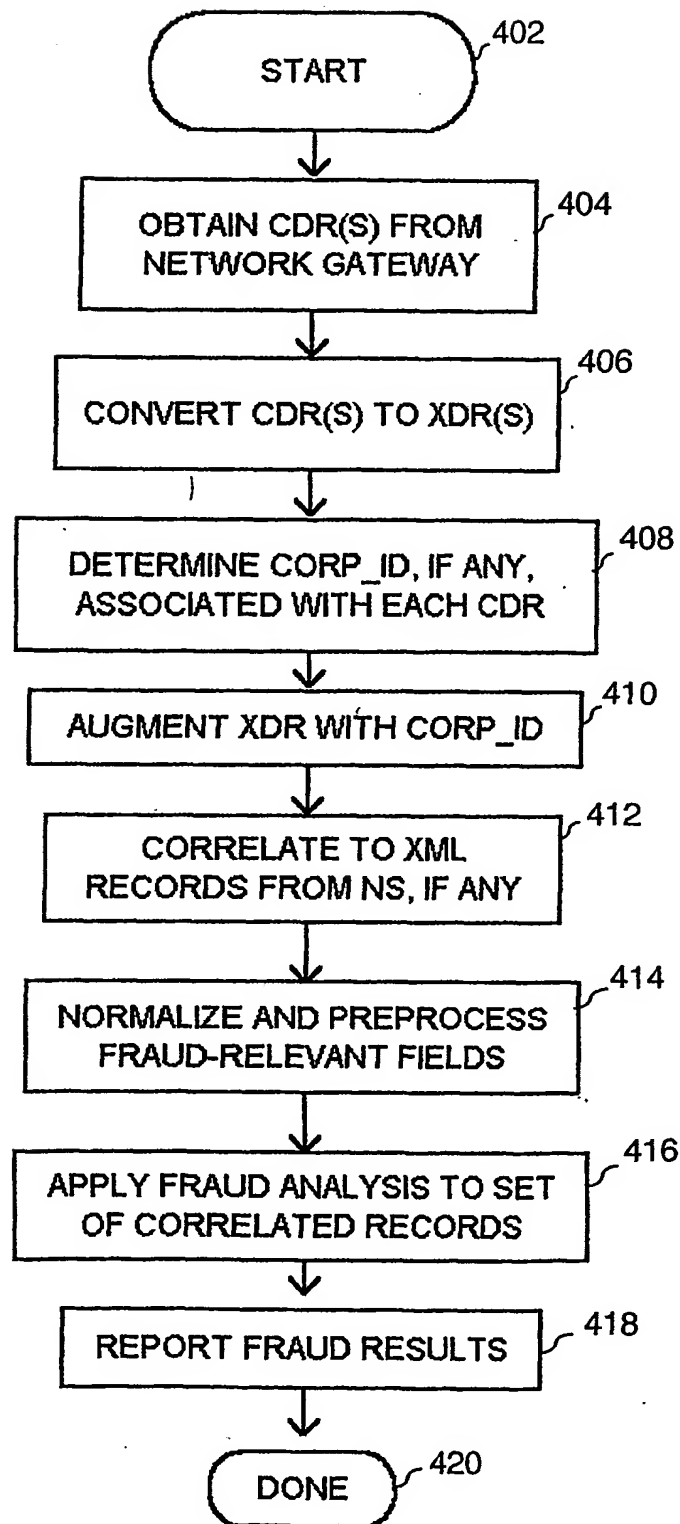 START
402
OBTAIN CDR(S) FROM
NETWORK GATEWAY
404
CONVERT CDR(S) TO XDR(S)
406
DETERMINE CORP_ID, IF ANY,
ASSOCIATED WITH EACH CDR
408
AUGMENT XDR WITH CORP_ID
410
CORRELATE TO XML
RECORDS FROM NS, IF ANY
412
NORMALIZE AND PREPROCESS
FRAUD-RELEVANT FIELDS
414
APPLY FRAUD ANALYSIS TO SET
OF CORRELATED RECORDS
416
REPORT FRAUD RESULTS
418
DONE
420